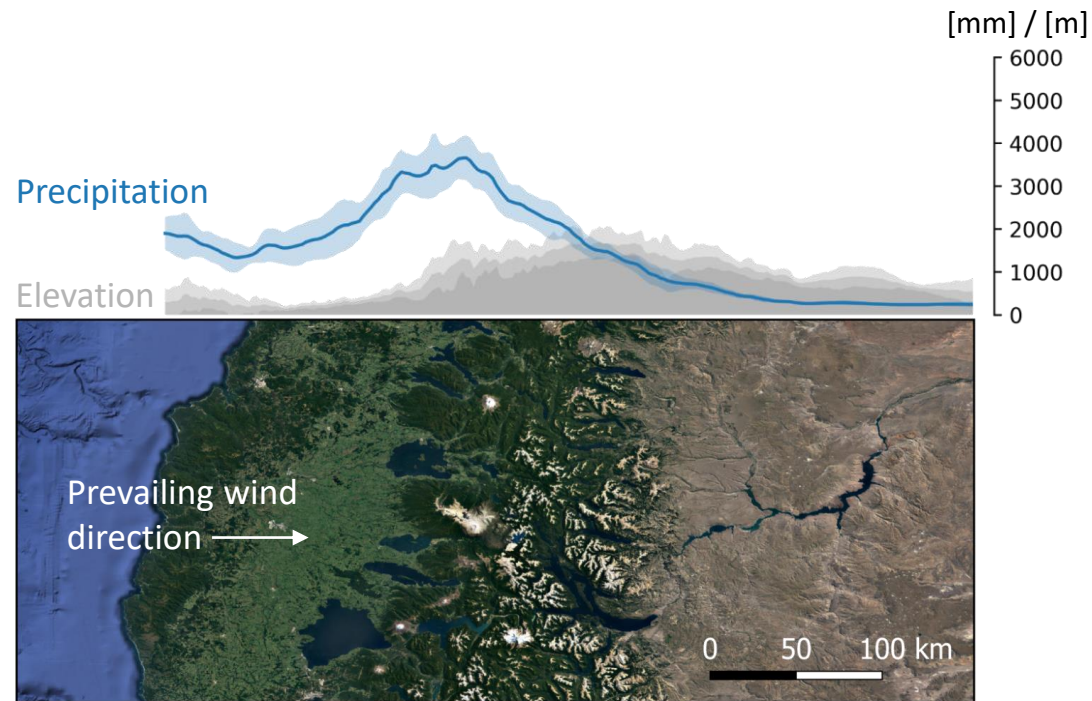 [mm] / [m]
6000
5000
4000
3000
2000
1000
0
Precipitation
Elevation
Prevailing wind
direction
0 50 100 km